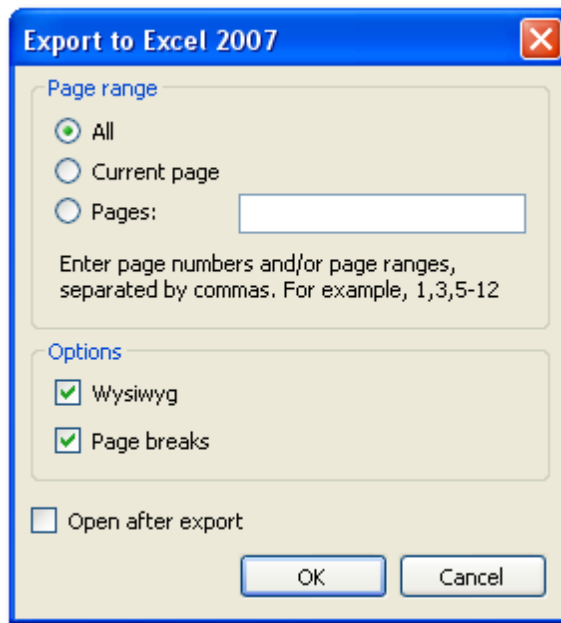 Export to Excel 2007
Page range
All
Current page
Pages:
Enter page numbers and/or page ranges,
separated by commas. For example, 1,3,5-12
Options
Wysiwyg
Page breaks
Open after export
OK Cancel